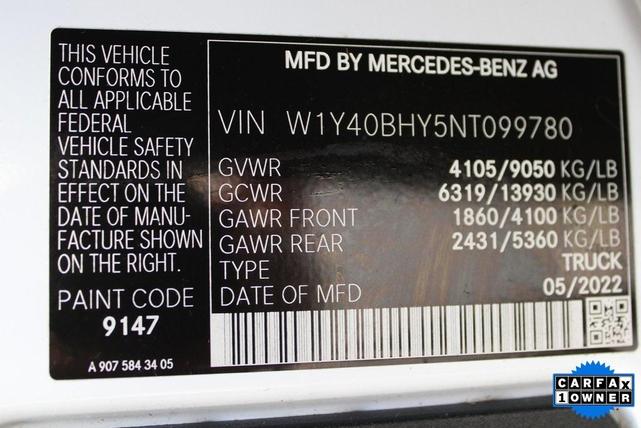 THIS VEHICLE
CONFORMS TO
ALL APPLICABLE
FEDERAL
VEHICLE SAFETY
STANDARDS IN
EFFECT ON THE
DATE OF MANU-
FACTURE SHOWN
ON THE RIGHT.
PAINT CODE
9147
A 907 584 34 05
MFD BY MERCEDES-BENZ AG
VIN W1Y40BHY5NT099780
GVWR 4105/9050 KG/LB
GCWR 6319/13930 KG/LB
GAWR FRONT 1860/4100 KG/LB
GAWR REAR 2431/5360 KG/LB
TYPE TRUCK
DATE OF MFD 05/2022
CARFAX
1 OWNER